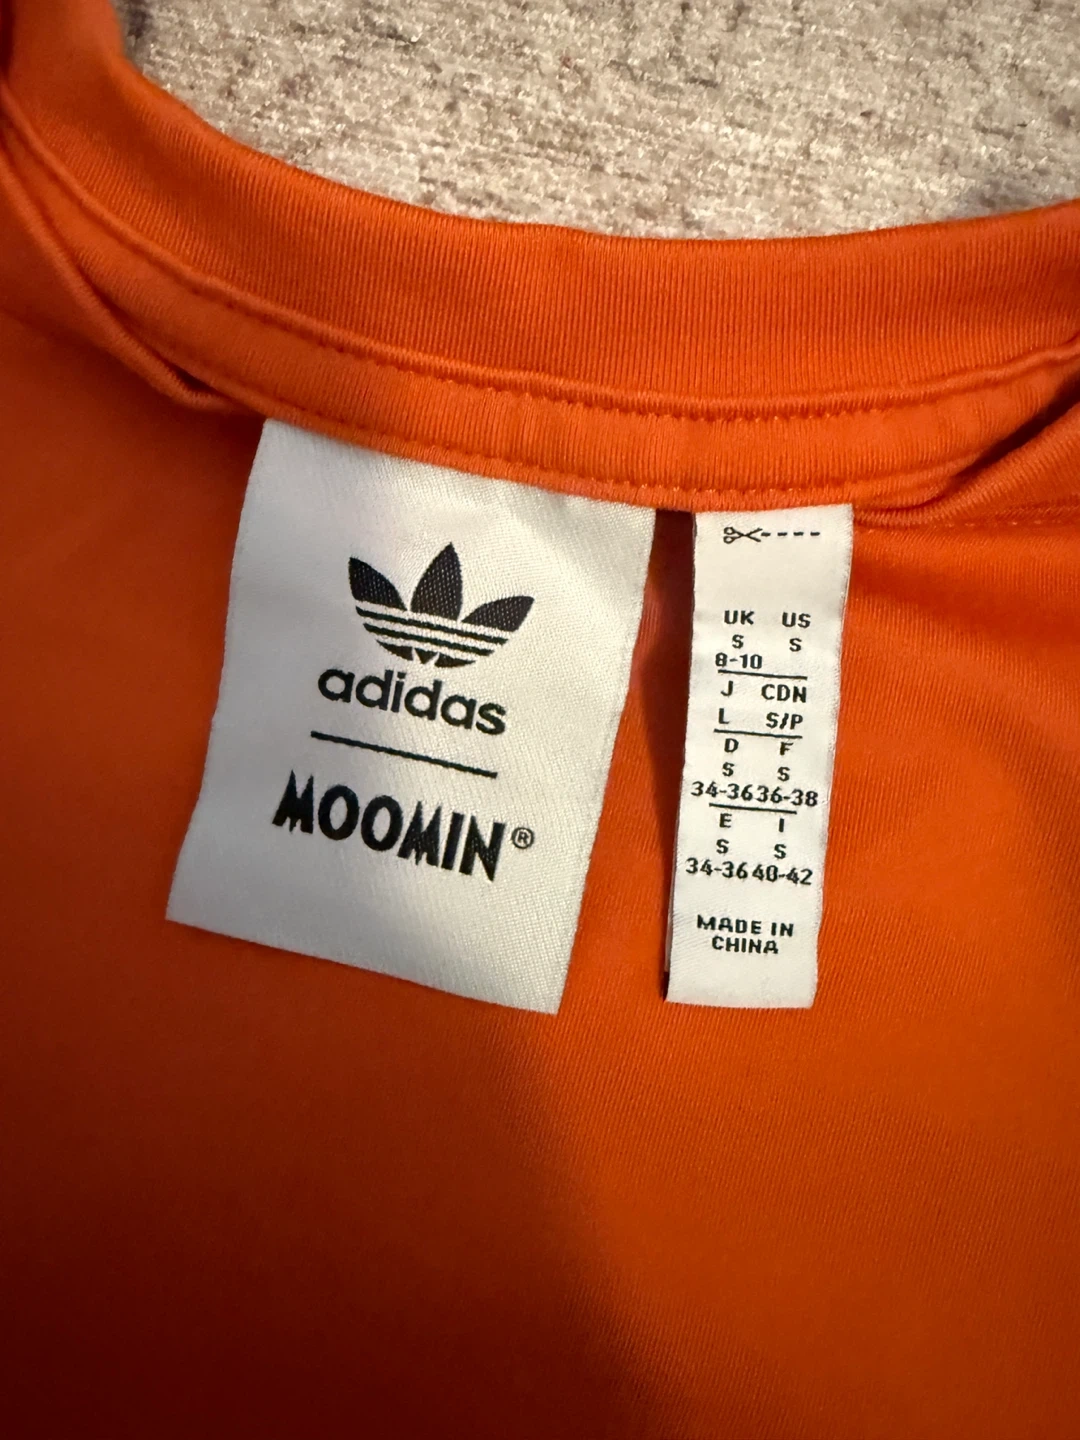 adidas
MOOMIN®
UK US
S S
8-10
J CDN
L S/P
D F
S S
34-36 36-38
E I
S S
34-36 40-42
MADE IN
CHINA